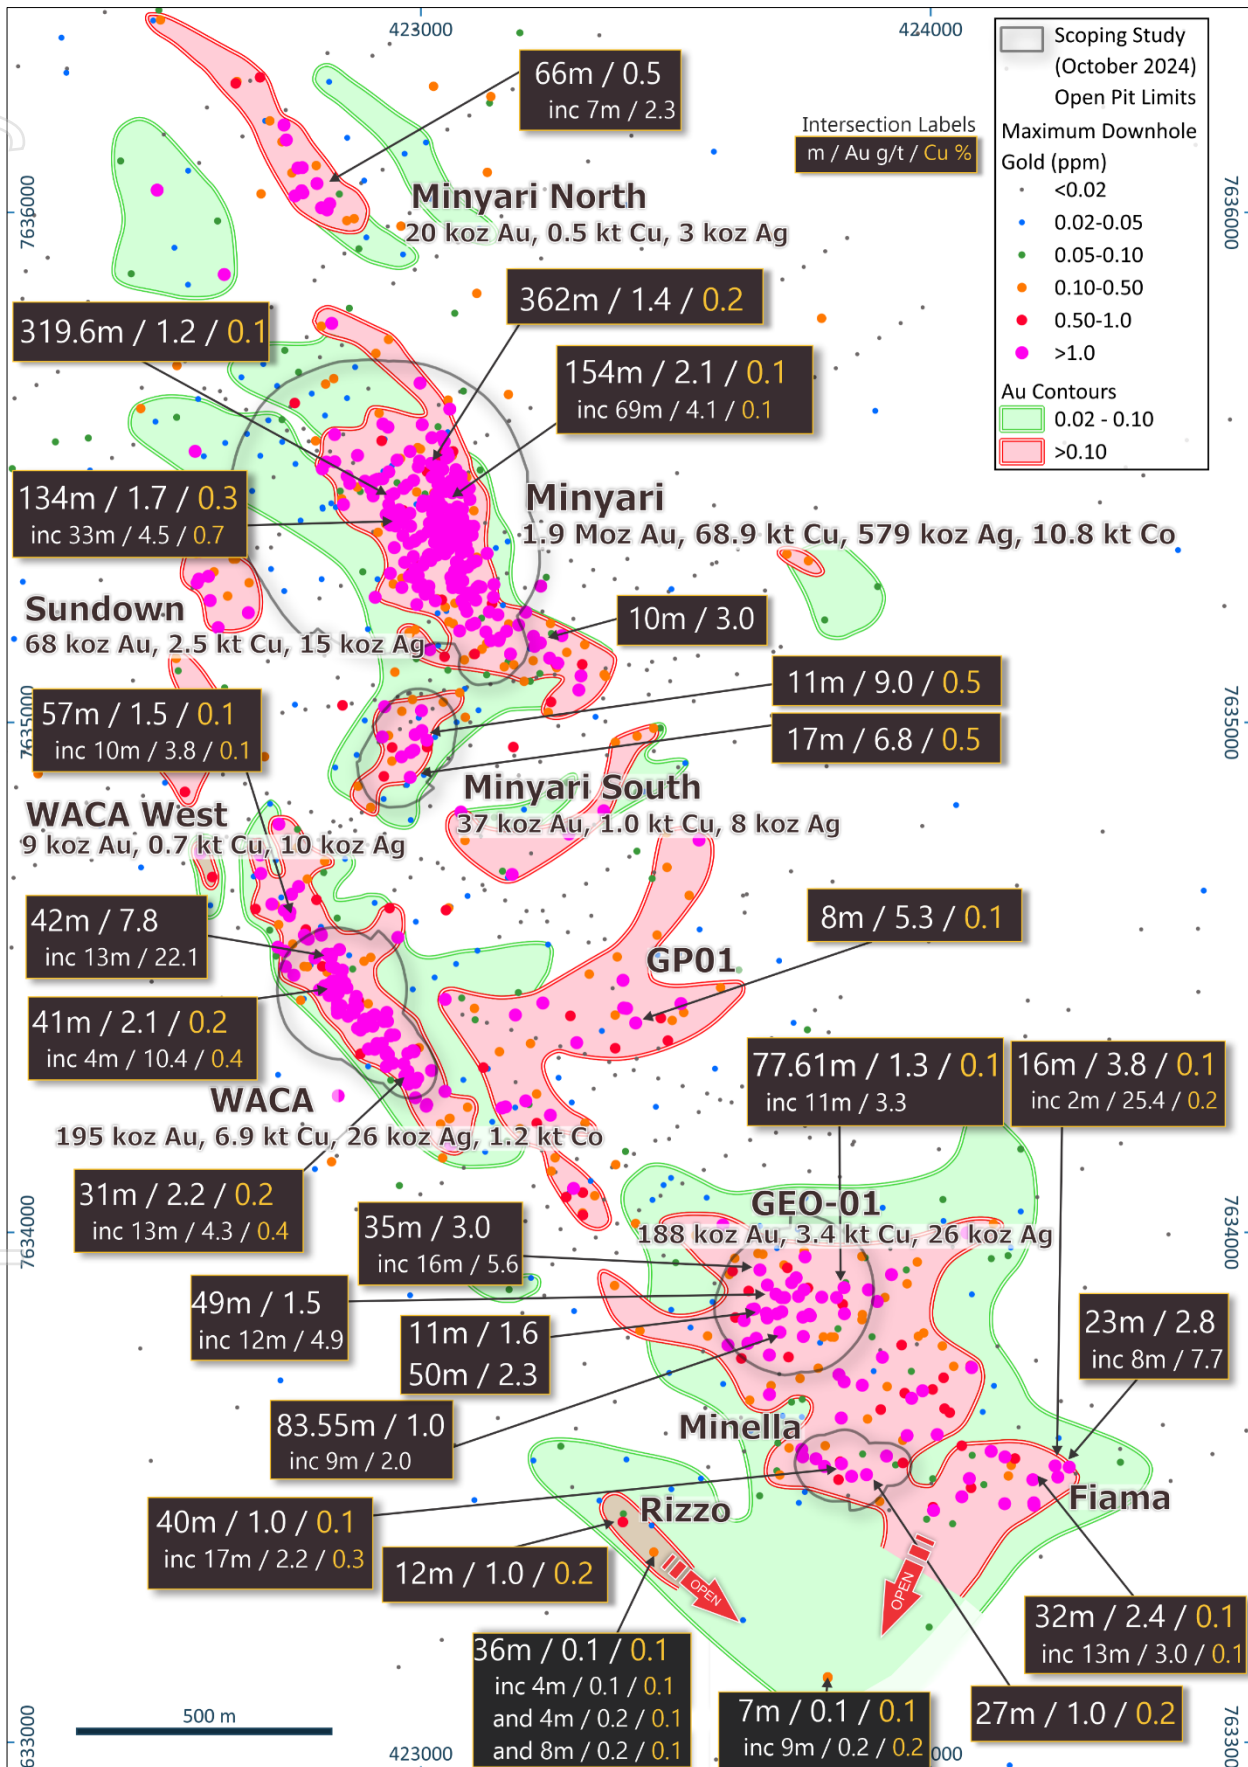 423000
424000
Scoping Study
(October 2024)
Open Pit Limits
Maximum Downhole
Gold (ppm)
<0.02
0.02-0.05
0.05-0.10
0.10-0.50
0.50-1.0
>1.0
Au Contours
0.02 - 0.10
>0.10
Intersection Labels
m / Au g/t / Cu %
66m / 0.5
inc 7m / 2.3
7636000
7636000
Minyari North
20 koz Au, 0.5 kt Cu, 3 koz Ag
319.6m / 1.2 / 0.1
362m / 1.4 / 0.2
154m / 2.1 / 0.1
inc 69m / 4.1 / 0.1
134m / 1.7 / 0.3
inc 33m / 4.5 / 0.7
Minyari
1.9 Moz Au, 68.9 kt Cu, 579 koz Ag, 10.8 kt Co
Sundown
68 koz Au, 2.5 kt Cu, 15 koz Ag
10m / 3.0
11m / 9.0 / 0.5
17m / 6.8 / 0.5
7635000
7635000
57m / 1.5 / 0.1
inc 10m / 3.8 / 0.1
Minyari South
37 koz Au, 1.0 kt Cu, 8 koz Ag
WACA West
9 koz Au, 0.7 kt Cu, 10 koz Ag
42m / 7.8
inc 13m / 22.1
8m / 5.3 / 0.1
GP01
41m / 2.1 / 0.2
inc 4m / 10.4 / 0.4
77.61m / 1.3 / 0.1
inc 11m / 3.3
16m / 3.8 / 0.1
inc 2m / 25.4 / 0.2
WACA
195 koz Au, 6.9 kt Cu, 26 koz Ag, 1.2 kt Co
31m / 2.2 / 0.2
inc 13m / 4.3 / 0.4
GEO-01
188 koz Au, 3.4 kt Cu, 26 koz Ag
7634000
7634000
35m / 3.0
inc 16m / 5.6
49m / 1.5
inc 12m / 4.9
11m / 1.6
50m / 2.3
23m / 2.8
inc 8m / 7.7
83.55m / 1.0
inc 9m / 2.0
Minella
Fiama
Rizzo
40m / 1.0 / 0.1
inc 17m / 2.2 / 0.3
12m / 1.0 / 0.2
OPEN
OPEN
32m / 2.4 / 0.1
inc 13m / 3.0 / 0.1
36m / 0.1 / 0.1
inc 4m / 0.1 / 0.1
and 4m / 0.2 / 0.1
and 8m / 0.2 / 0.1
7m / 0.1 / 0.1
inc 9m / 0.2 / 0.2
27m / 1.0 / 0.2
500 m
7633000
7633000
423000